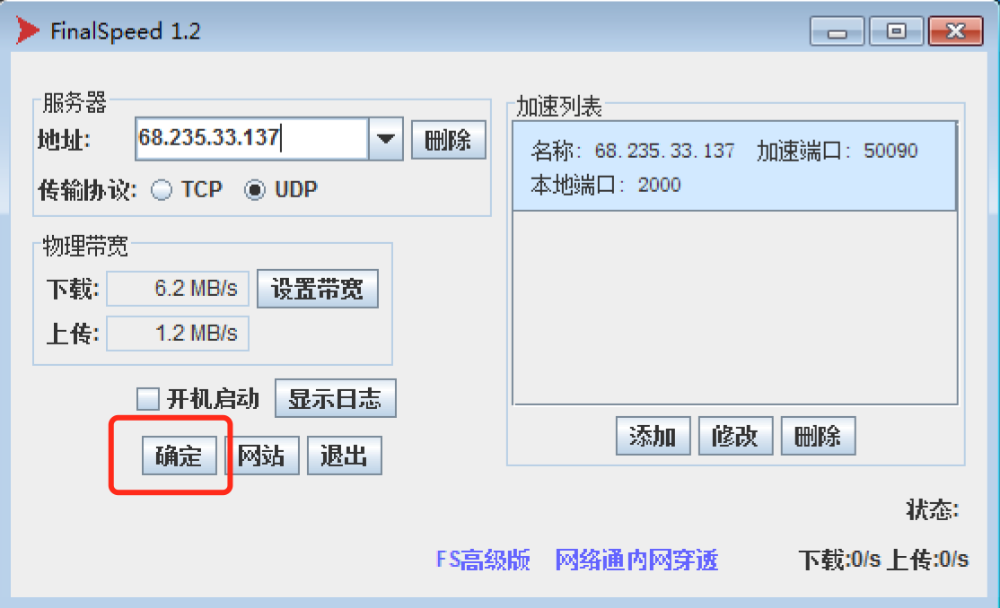 FinalSpeed 1.2
服务器
地址: 68.235.33.137 删除
传输协议: TCP UDP
物理带宽
下载: 6.2 MB/s 设置带宽
上传: 1.2 MB/s
开机启动 显示日志
确定 网站 退出
加速列表
名称: 68.235.33.137 加速端口: 50090
本地端口: 2000
添加 修改 删除
状态:
FS高级版 网络通内网穿透 下载:0/s 上传:0/s